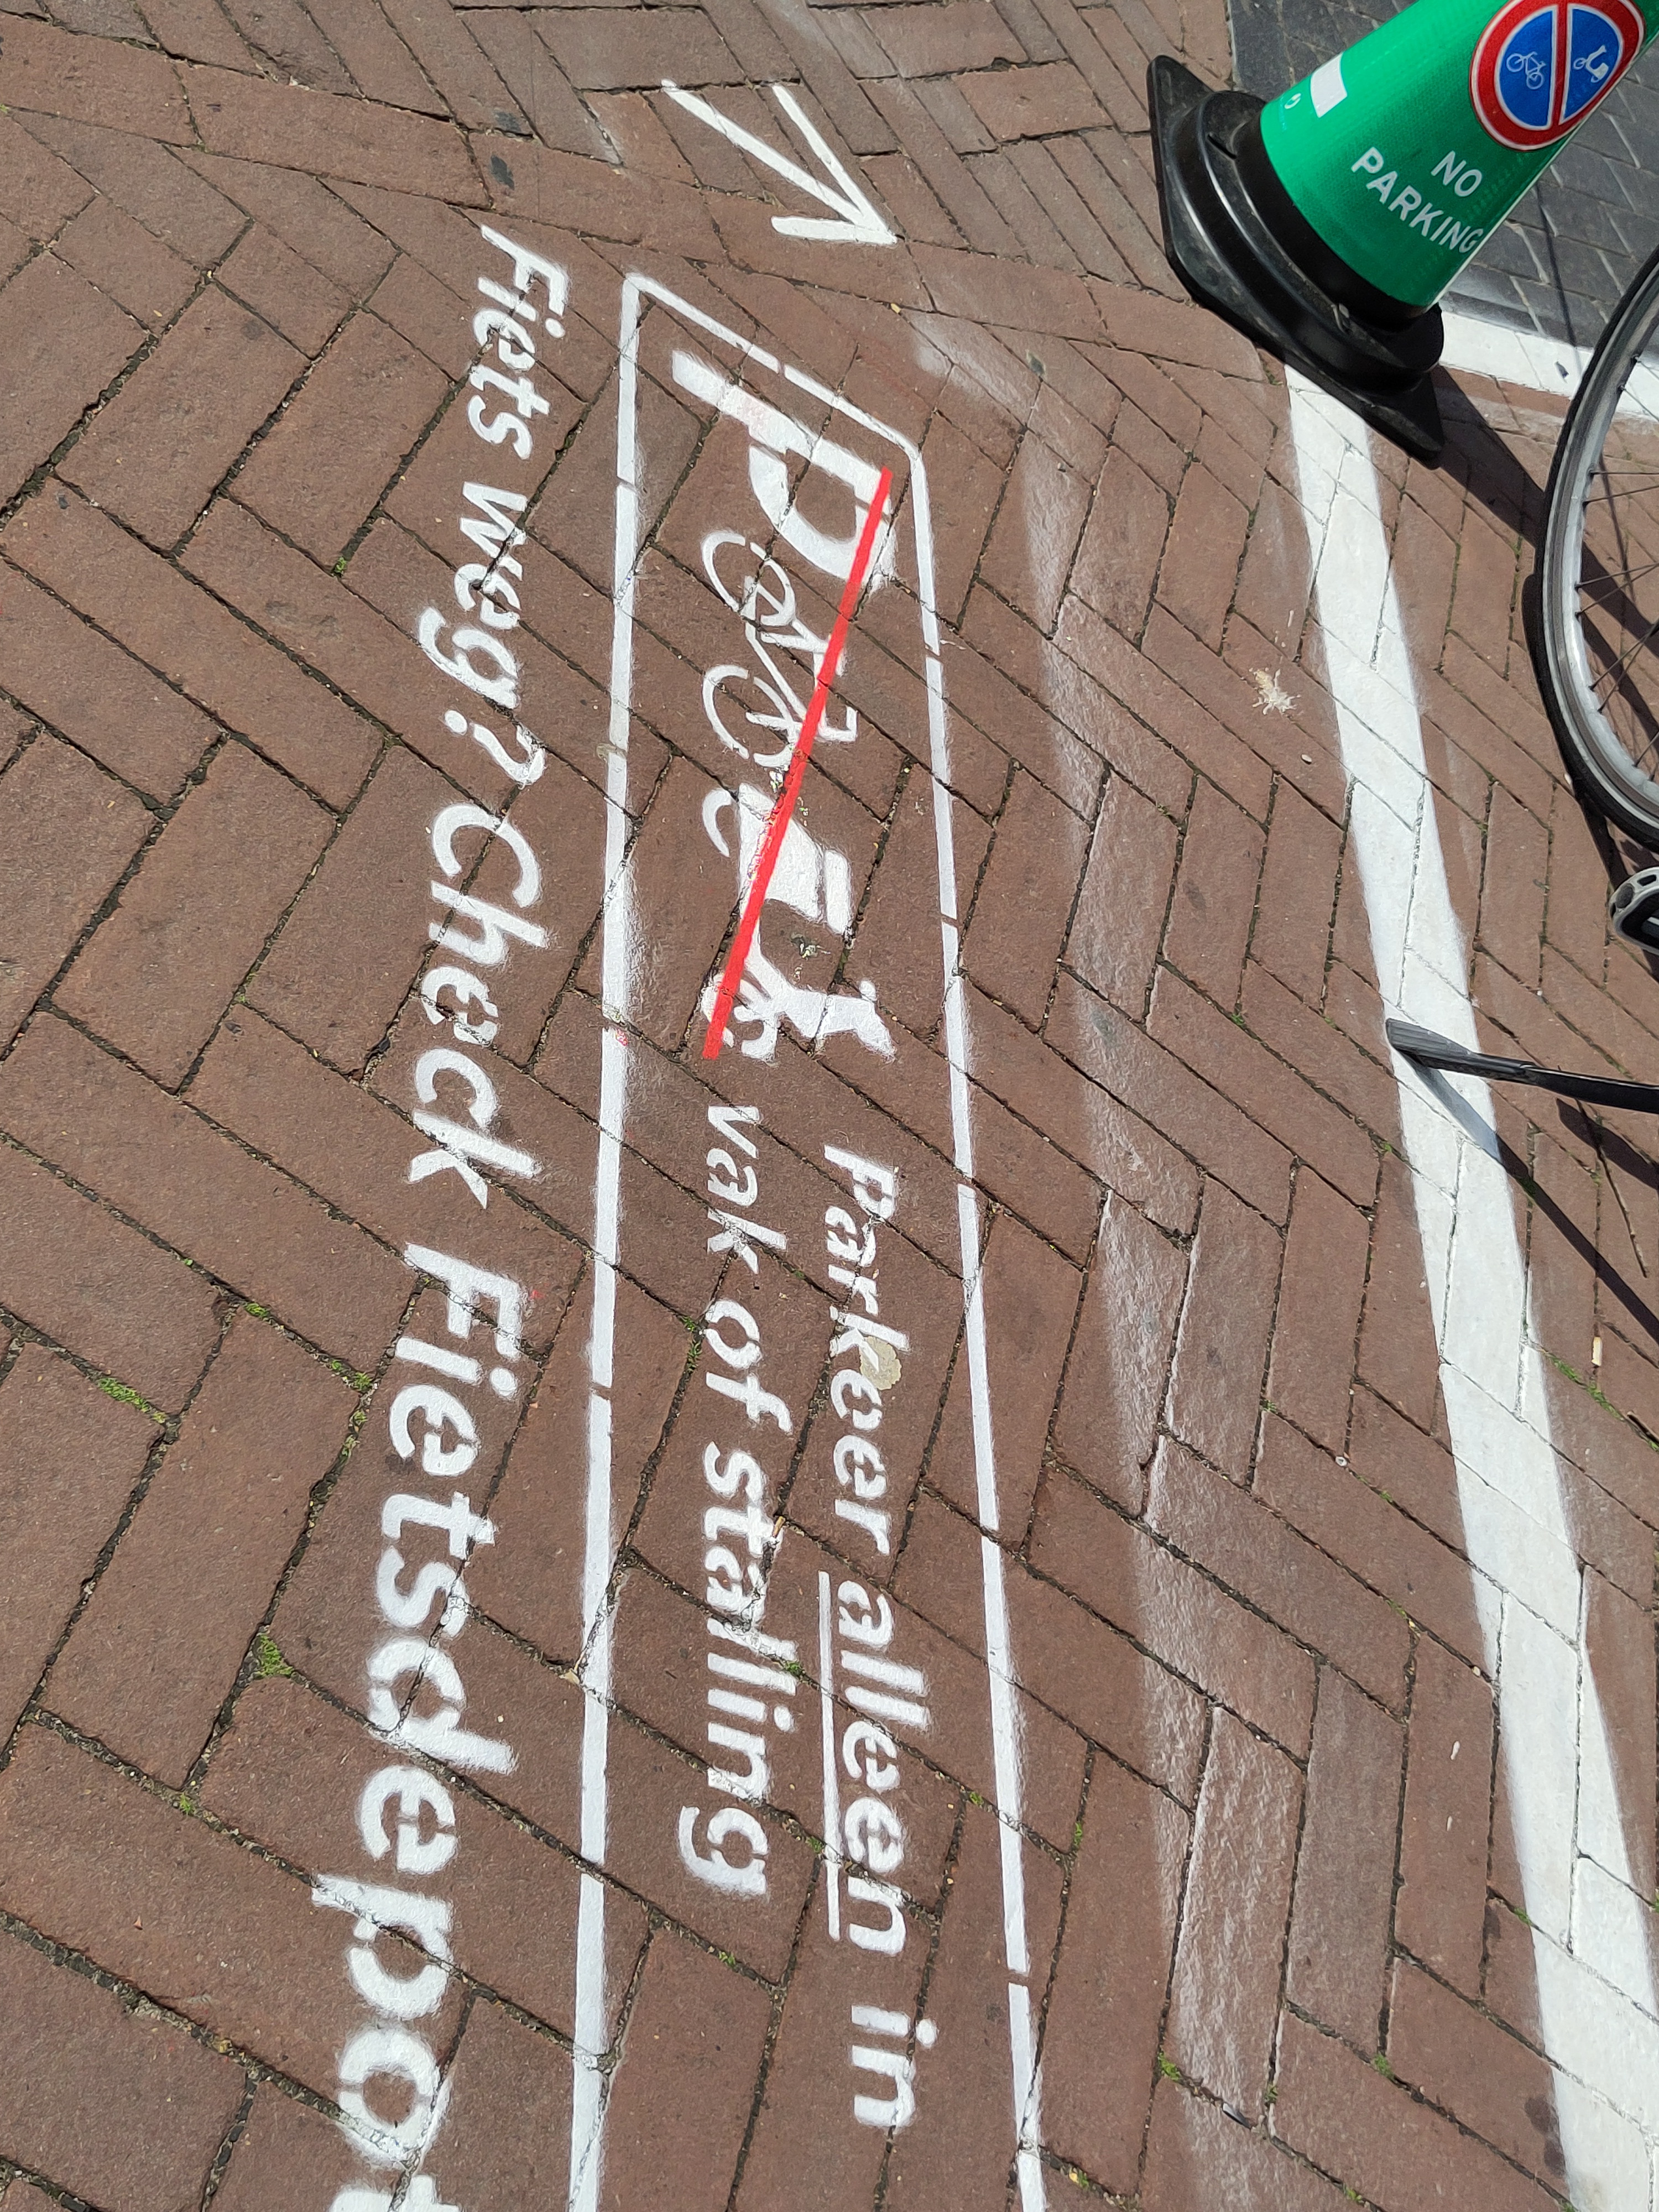 NO
PARKING
P Parkeer alleen in
vak of stalling
Fiets weg? Check Fietsdepot